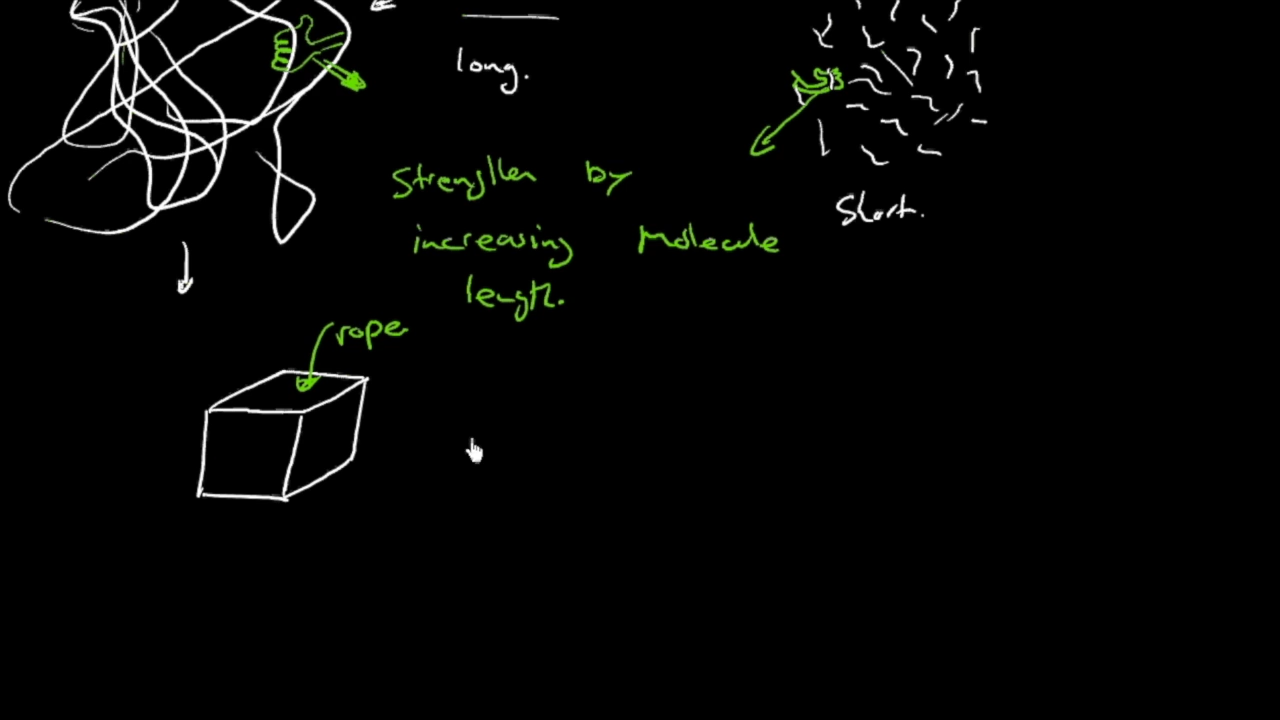 long.
Strengthen by
increasing Molecule
length.
Short.
rope